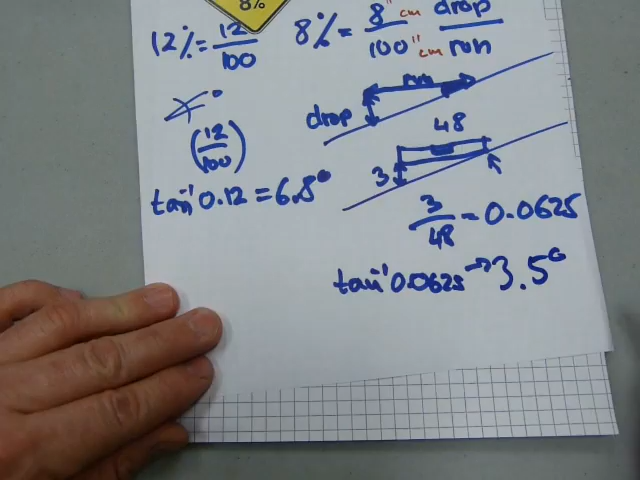 8%
12% = 12/100
8% = 8" cm / 100" cm drop / run
run
drop
(12/100)
tan⁻¹ 0.12 = 6.8°
48
3
3/48 = 0.0625
tan⁻¹ 0.0625 → 3.5°